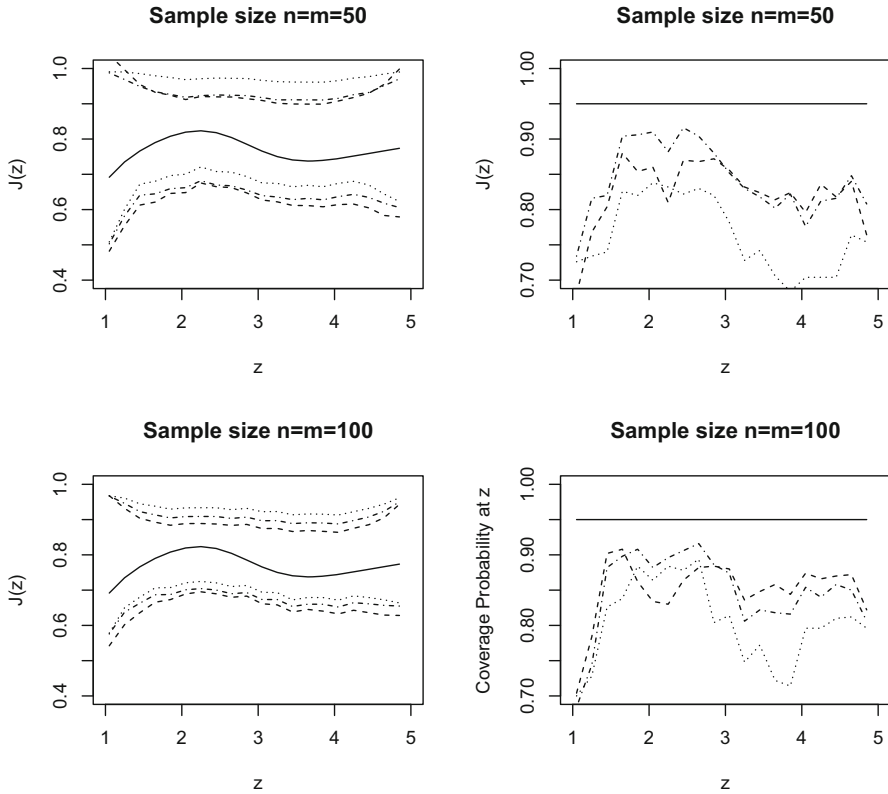 Sample size n=m=50
J(z)
1.0
0.8
0.6
0.4
1 2 3 4 5
z
Sample size n=m=50
J(z)
1.00
0.90
0.80
0.70
1 2 3 4 5
z
Sample size n=m=100
J(z)
1.0
0.8
0.6
0.4
1 2 3 4 5
z
Sample size n=m=100
Coverage Probability at z
1.00
0.90
0.80
0.70
1 2 3 4 5
z